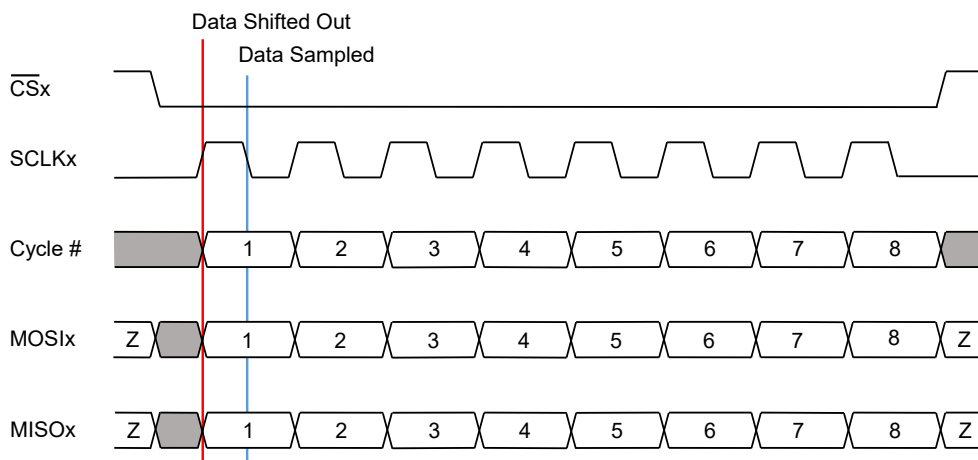 Data Shifted Out
Data Sampled
C̅S̅x
SCLKx
Cycle # 1 2 3 4 5 6 7 8
MOSIx Z 1 2 3 4 5 6 7 8 Z
MISOx Z 1 2 3 4 5 6 7 8 Z